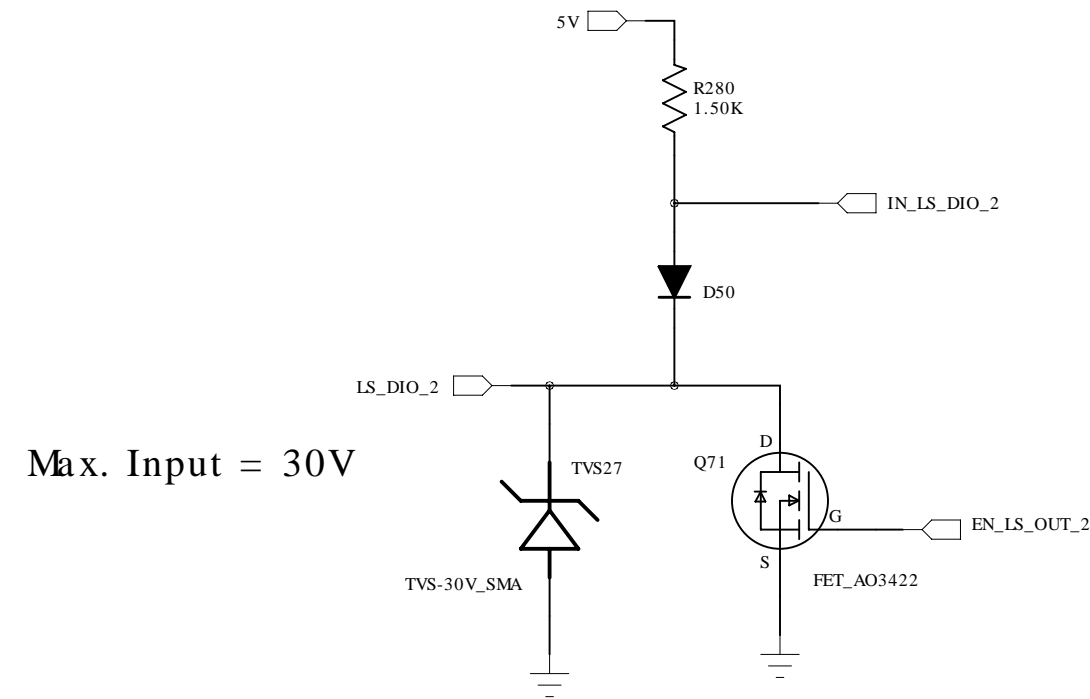 5V
R280
1.50K
IN_LS_DIO_2
D50
LS_DIO_2
Max. Input = 30V
TVS27
TVS-30V_SMA
Q71
D
G
S
EN_LS_OUT_2
FET_AO3422